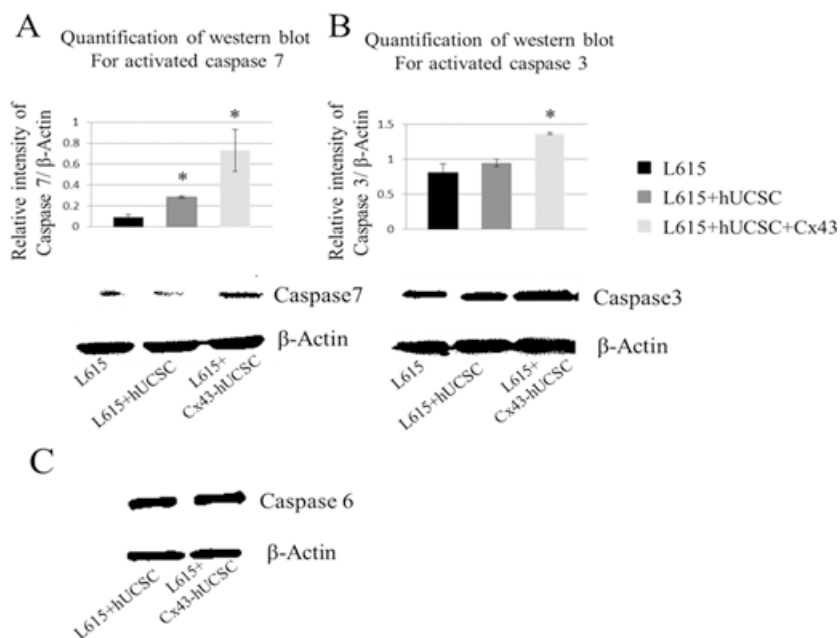 A
Quantification of western blot
For activated caspase 7
Relative intensity of
Caspase 7/ β-Actin
1
0.8
0.6
0.4
0.2
0
*
*
Caspase7
β-Actin
L615
L615+hUCSC
L615+
Cx43-hUCSC
B
Quantification of western blot
For activated caspase 3
Relative intensity of
Caspase 3/ β-Actin
1.5
1
0.5
0
*
L615
L615+hUCSC
L615+hUCSC+Cx43
Caspase3
β-Actin
L615
L615+hUCSC
L615+
Cx43-hUCSC
C
Caspase 6
β-Actin
L615+hUCSC
L615+
Cx43-hUCSC